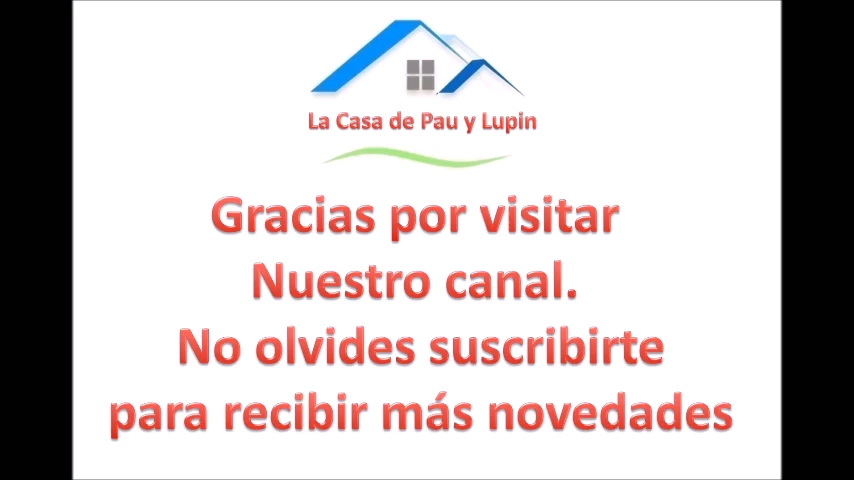 La Casa de Pau y Lupin
Gracias por visitar
Nuestro canal.
No olvides suscribirte
para recibir más novedades